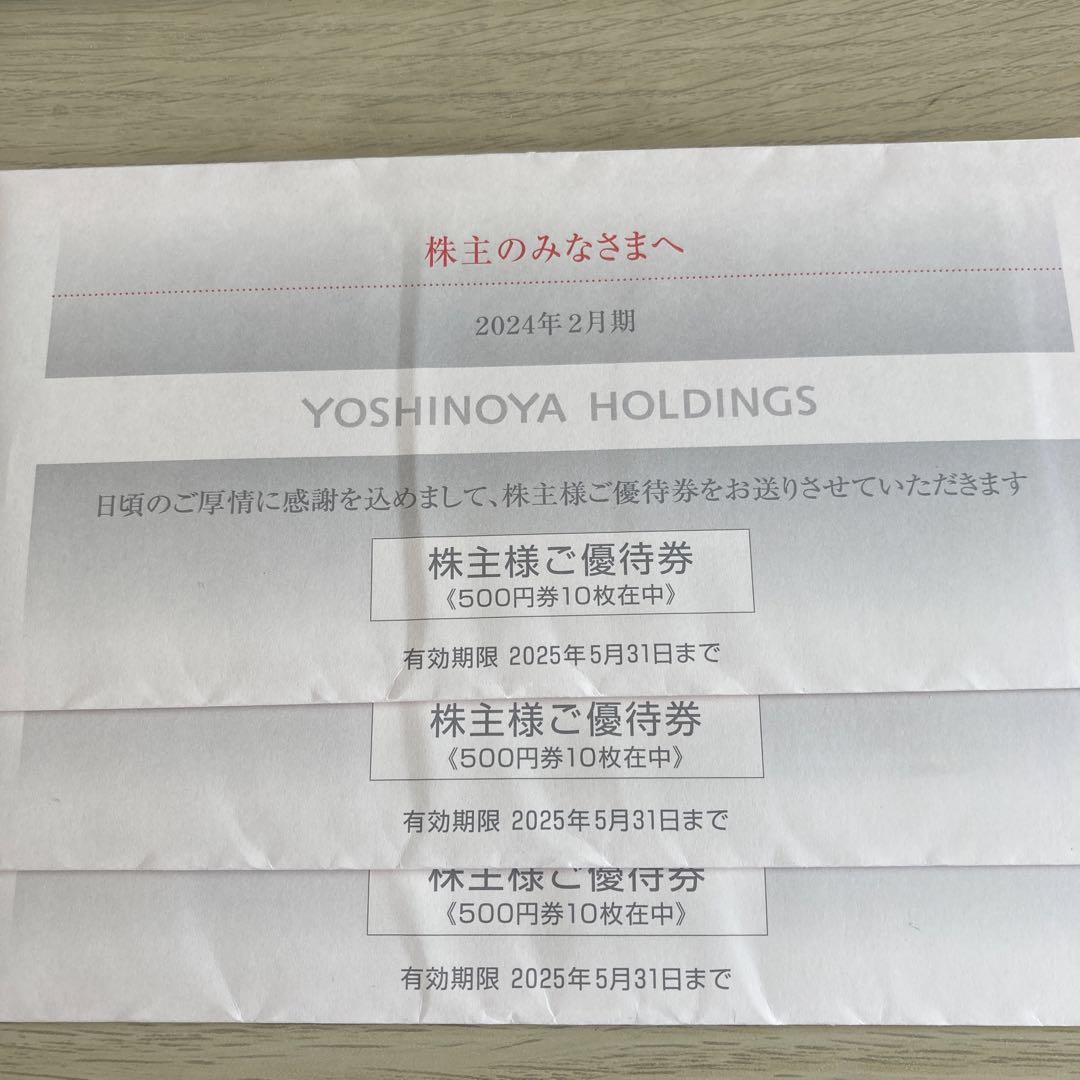 株主のみなさまへ
2024年2月期
YOSHINOYA HOLDINGS
日頃のご厚情に感謝を込めまして、株主様ご優待券をお送りさせていただきます
株主様ご優待券
《500円券10枚在中》
有効期限 2025年5月31日まで
株主様ご優待券
《500円券10枚在中》
有効期限 2025年5月31日まで
株主様ご優待券
《500円券10枚在中》
有効期限 2025年5月31日まで